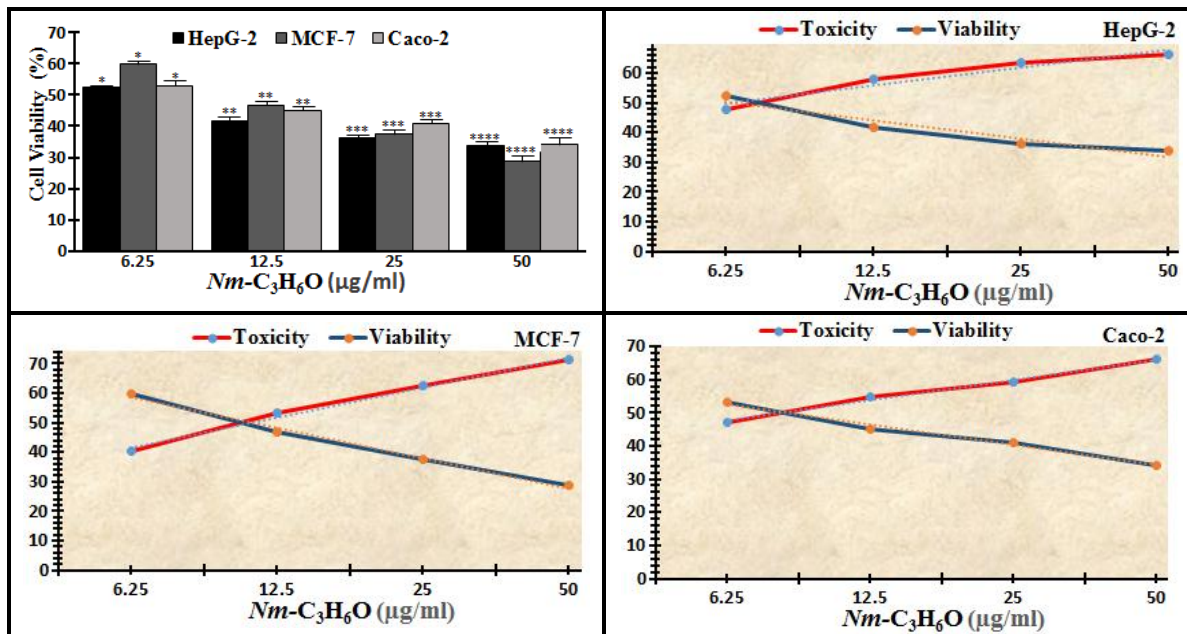 70
60
50
40
30
20
10
0
Cell Viability (%)
HepG-2 MCF-7 Caco-2
* * *
** ** **
*** *** ***
**** **** ****
6.25 12.5 25 50
Nm-C₃H₆O (µg/ml)
Toxicity Viability HepG-2
60
50
40
30
20
10
0
6.25 12.5 25 50
Nm-C₃H₆O (µg/ml)
Toxicity Viability MCF-7
70
60
50
40
30
20
10
0
6.25 12.5 25 50
Nm-C₃H₆O (µg/ml)
Toxicity Viability Caco-2
70
60
50
40
30
20
10
0
6.25 12.5 25 50
Nm-C₃H₆O (µg/ml)